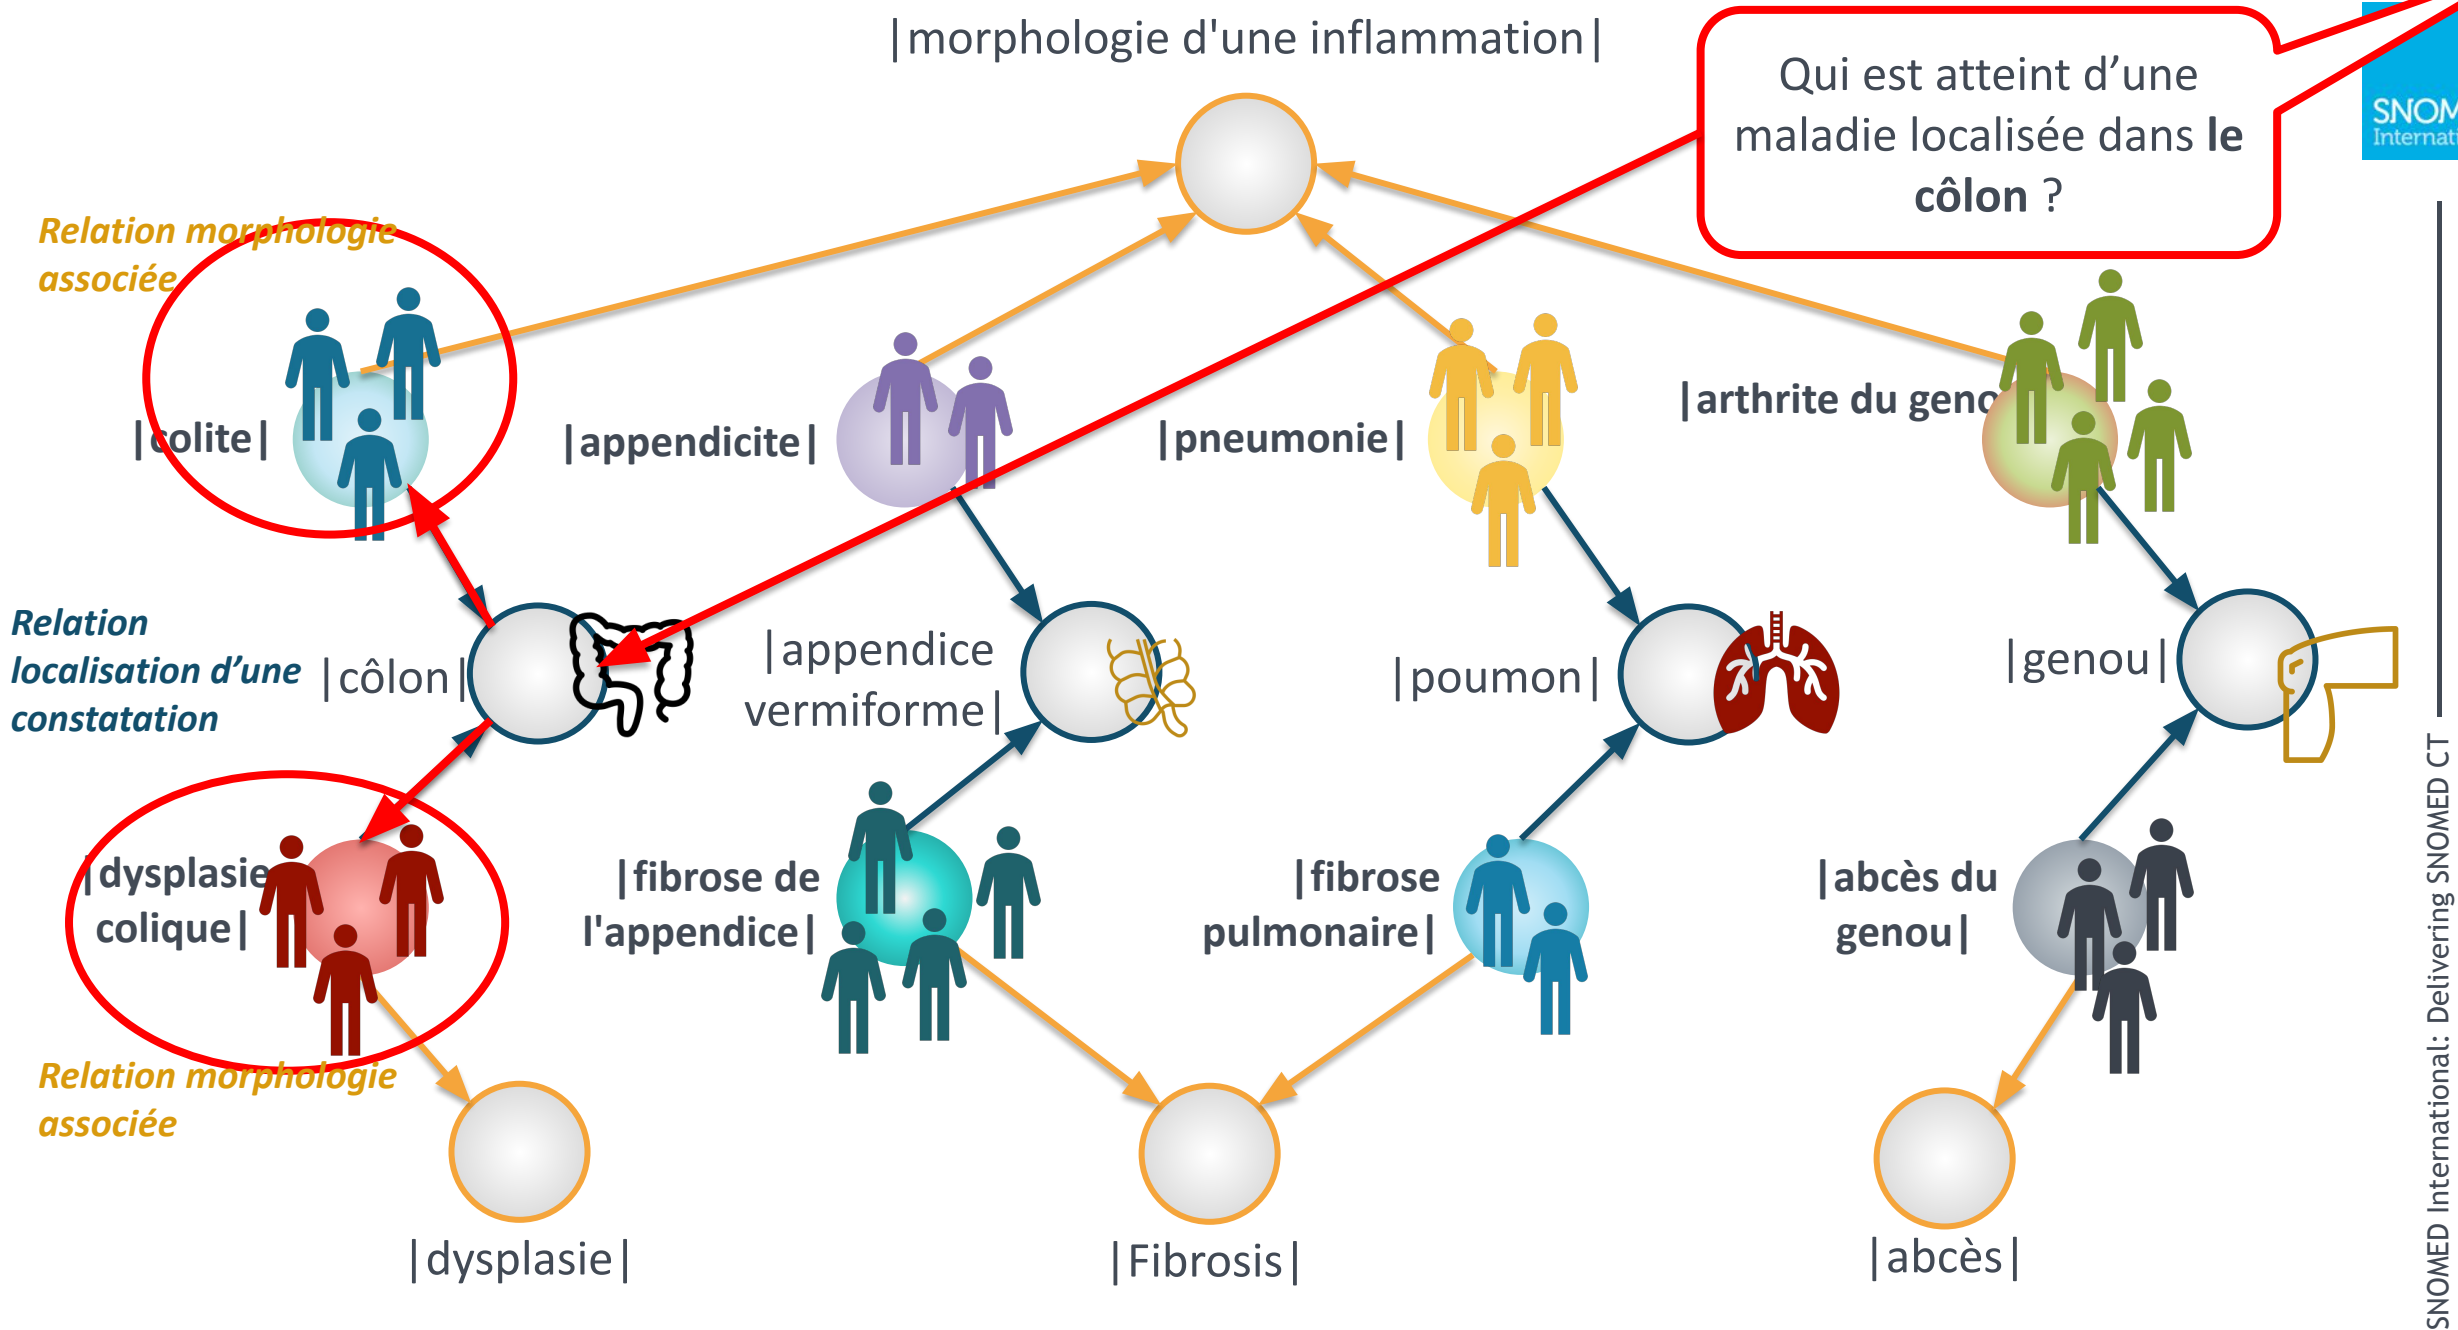 |morphologie d'une inflammation|
Qui est atteint d’une
maladie localisée dans le
côlon ?
Relation morphologie
associée
|colite|
|appendicite|
|pneumonie|
|arthrite du geno
Relation
localisation d’une
constatation
|côlon|
|appendice
vermiforme|
|poumon|
|genou|
|dysplasie
colique|
|fibrose de
l'appendice|
|fibrose
pulmonaire|
|abcès du
genou|
Relation morphologie
associée
|dysplasie|
|Fibrosis|
|abcès|
SNOMED International: Delivering SNOMED CT